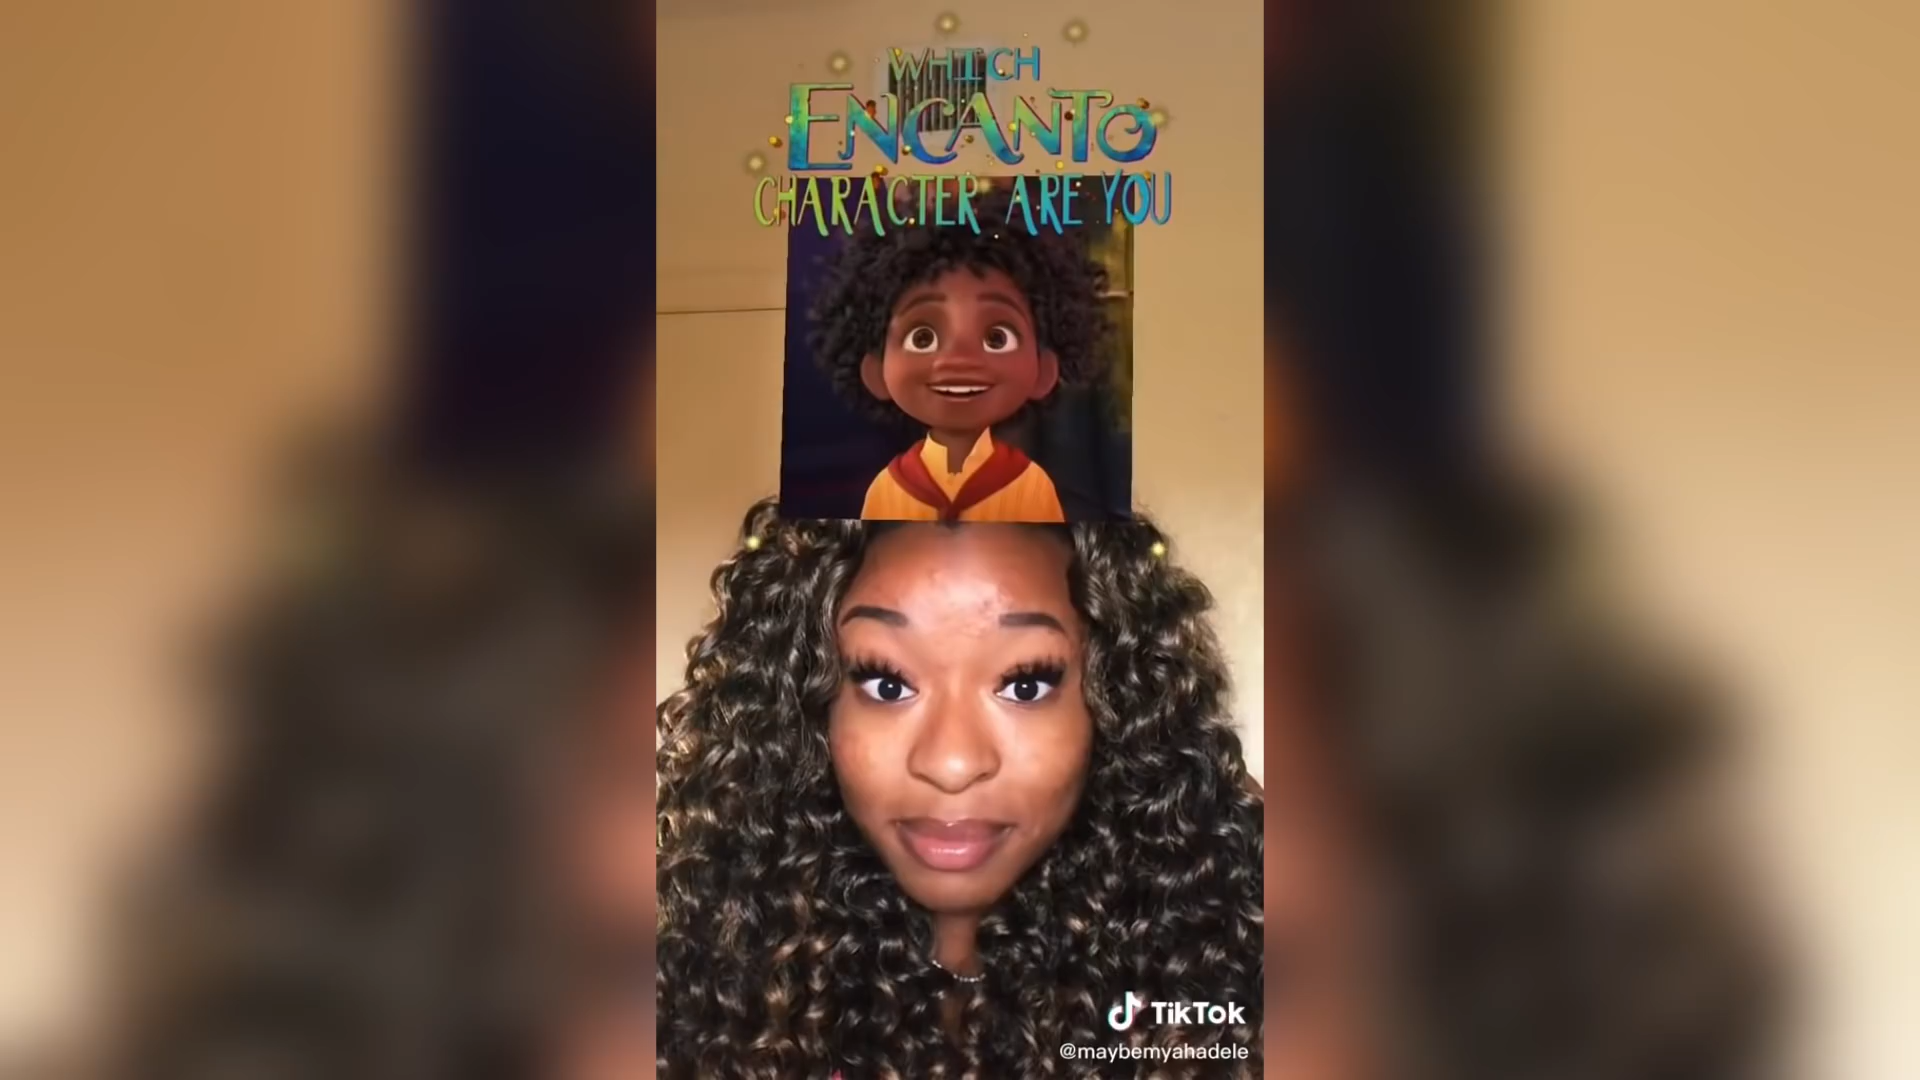 WHICH
ENCANTO
CHARACTER ARE YOU
TikTok
@maybemyahadele